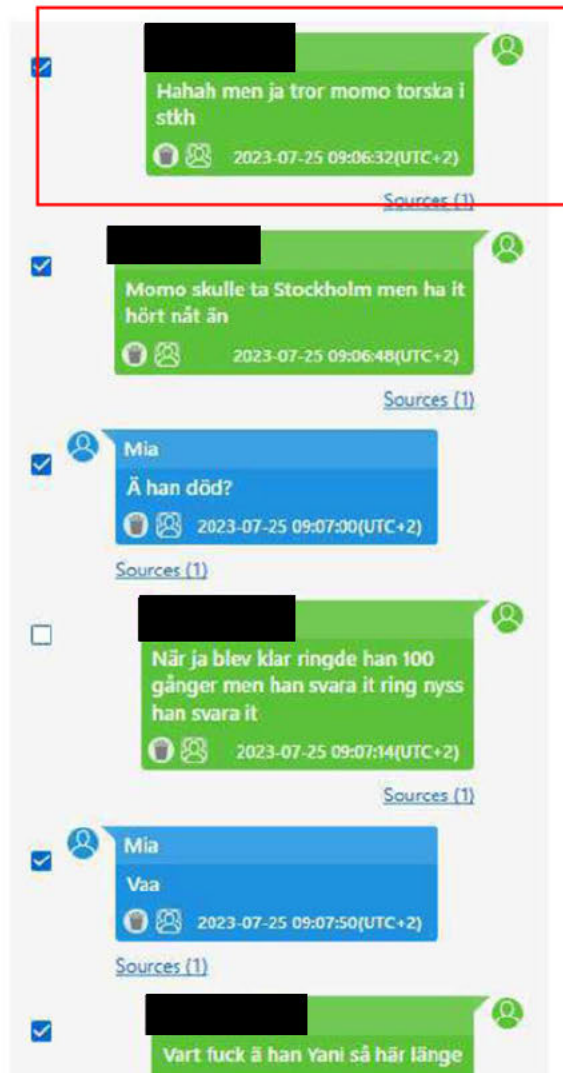 Hahah men ja tror momo torska i
stkh
2023-07-25 09:06:32(UTC+2)
Sources (1)
Momo skulle ta Stockholm men ha it
hört nåt än
2023-07-25 09:06:48(UTC+2)
Sources (1)
Mia
Ä han död?
2023-07-25 09:07:00(UTC+2)
Sources (1)
När ja blev klar ringde han 100
gånger men han svara it ring nyss
han svara it
2023-07-25 09:07:14(UTC+2)
Sources (1)
Mia
Vaa
2023-07-25 09:07:50(UTC+2)
Sources (1)
Vart fuck ä han Yani så här länge